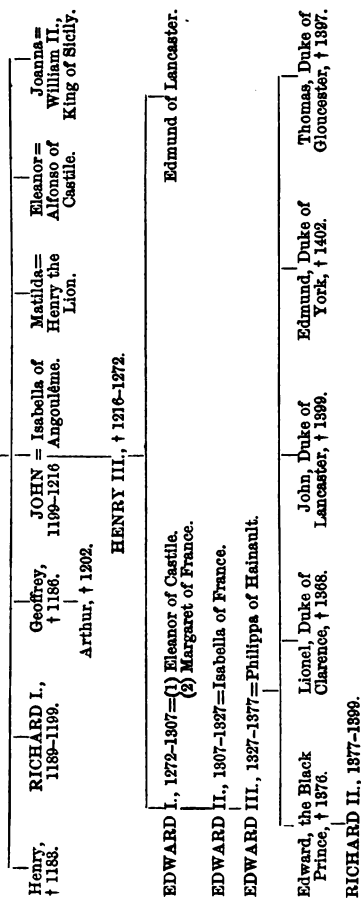 Henry,
† 1183.
RICHARD I.,
1189–1199.
Geoffrey,
† 1186.
Arthur, † 1202.
JOHN = Isabella of
1199–1216 Angoulême.
Matilda=
Henry the
Lion.
Eleanor=
Alfonso of
Castile.
Joanna=
William II.,
King of Sicily.
HENRY III., † 1216–1272.
EDWARD I., 1272–1307=(1) Eleanor of Castile.
(2) Margaret of France.
Edmund of Lancaster.
EDWARD II., 1307–1327=Isabella of France.
EDWARD III., 1327–1377=Philippa of Hainault.
Edward, the Black
Prince, † 1376.
Lionel, Duke of
Clarence, † 1368.
John, Duke of
Lancaster, † 1399.
Edmund, Duke of
York, † 1402.
Thomas, Duke of
Gloucester, † 1397.
RICHARD II., 1377–1399.